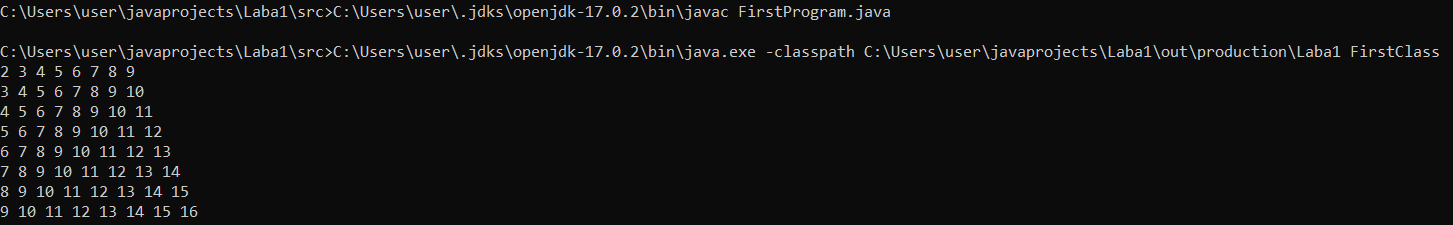 C:\Users\user\javaprojects\Laba1\src>C:\Users\user\.jdks\openjdk-17.0.2\bin\javac FirstProgram.java
C:\Users\user\javaprojects\Laba1\src>C:\Users\user\.jdks\openjdk-17.0.2\bin\java.exe -classpath C:\Users\user\javaprojects\Laba1\out\production\Laba1 FirstClass
2 3 4 5 6 7 8 9
3 4 5 6 7 8 9 10
4 5 6 7 8 9 10 11
5 6 7 8 9 10 11 12
6 7 8 9 10 11 12 13
7 8 9 10 11 12 13 14
8 9 10 11 12 13 14 15
9 10 11 12 13 14 15 16